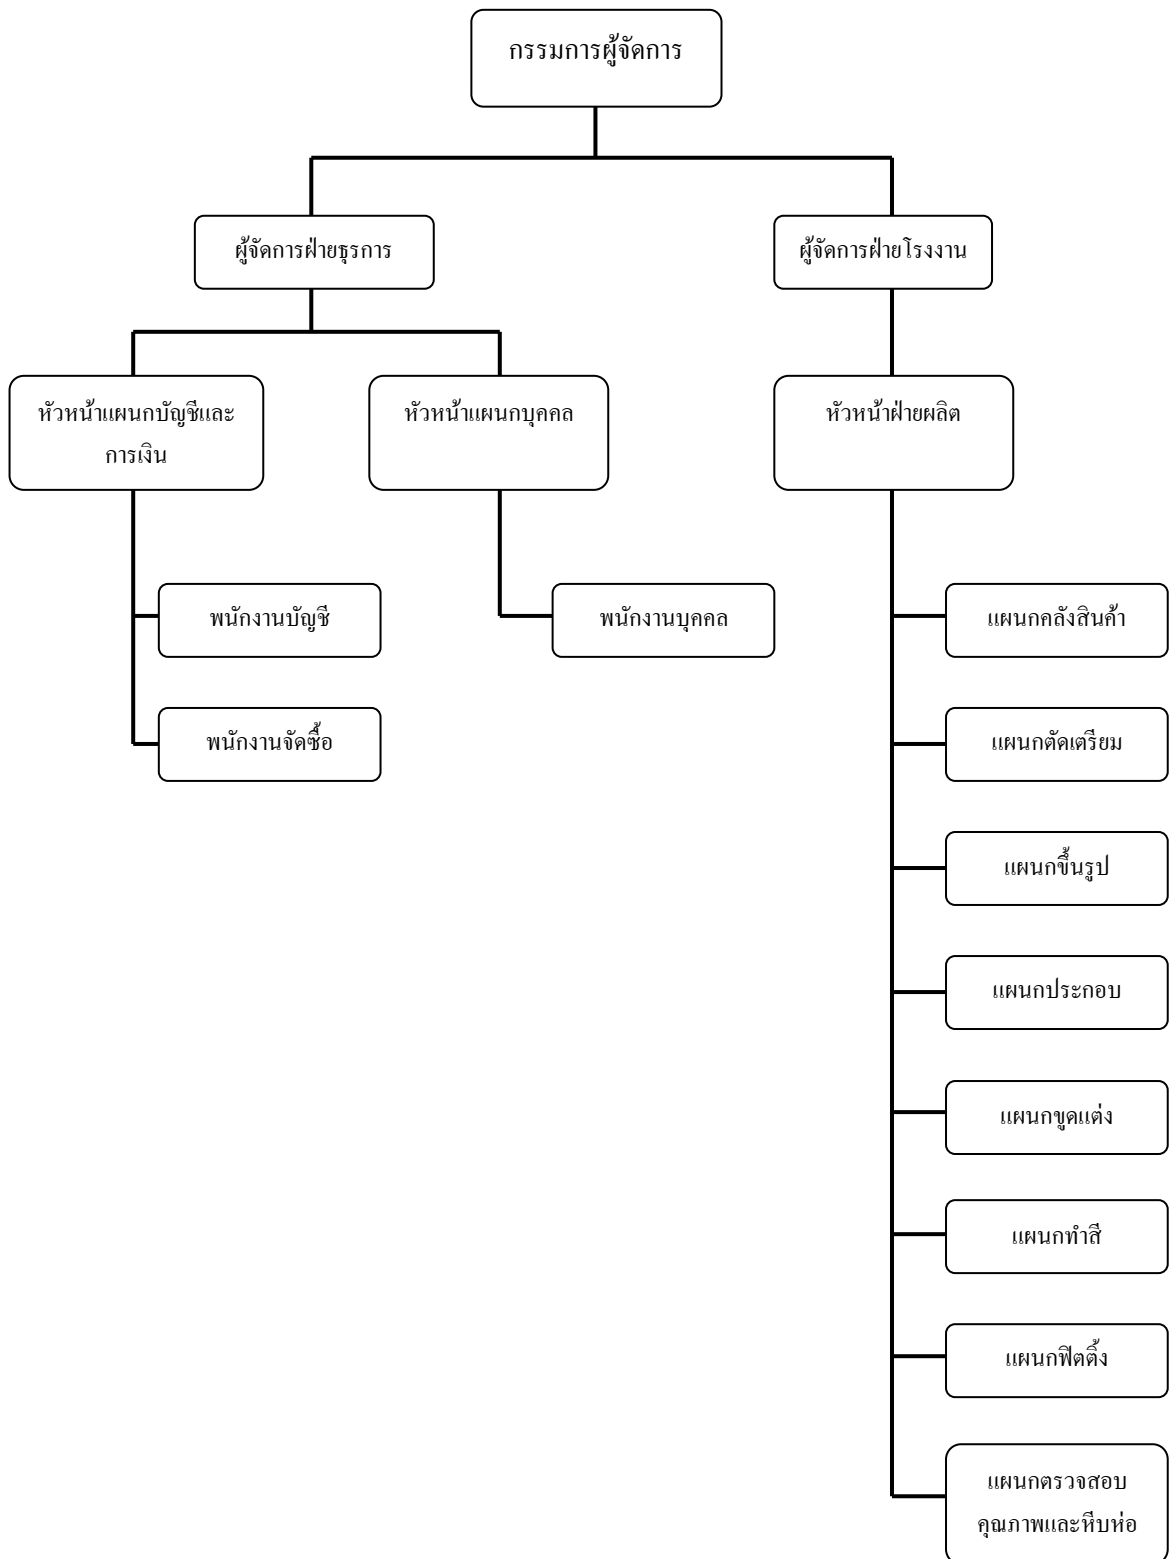 กรรมการผู้จัดการ
ผู้จัดการฝ่ายธุรการ
ผู้จัดการฝ่ายโรงงาน
หัวหน้าแผนกบัญชีและ
การเงิน
หัวหน้าแผนกบุคคล
หัวหน้าฝ่ายผลิต
พนักงานบัญชี
พนักงานบุคคล
แผนกคลังสินค้า
พนักงานจัดซื้อ
แผนกตัดเตรียม
แผนกขึ้นรูป
แผนกประกอบ
แผนกขูดแต่ง
แผนกทำสี
แผนกฟิตติ้ง
แผนกตรวจสอบ
คุณภาพและหีบห่อ